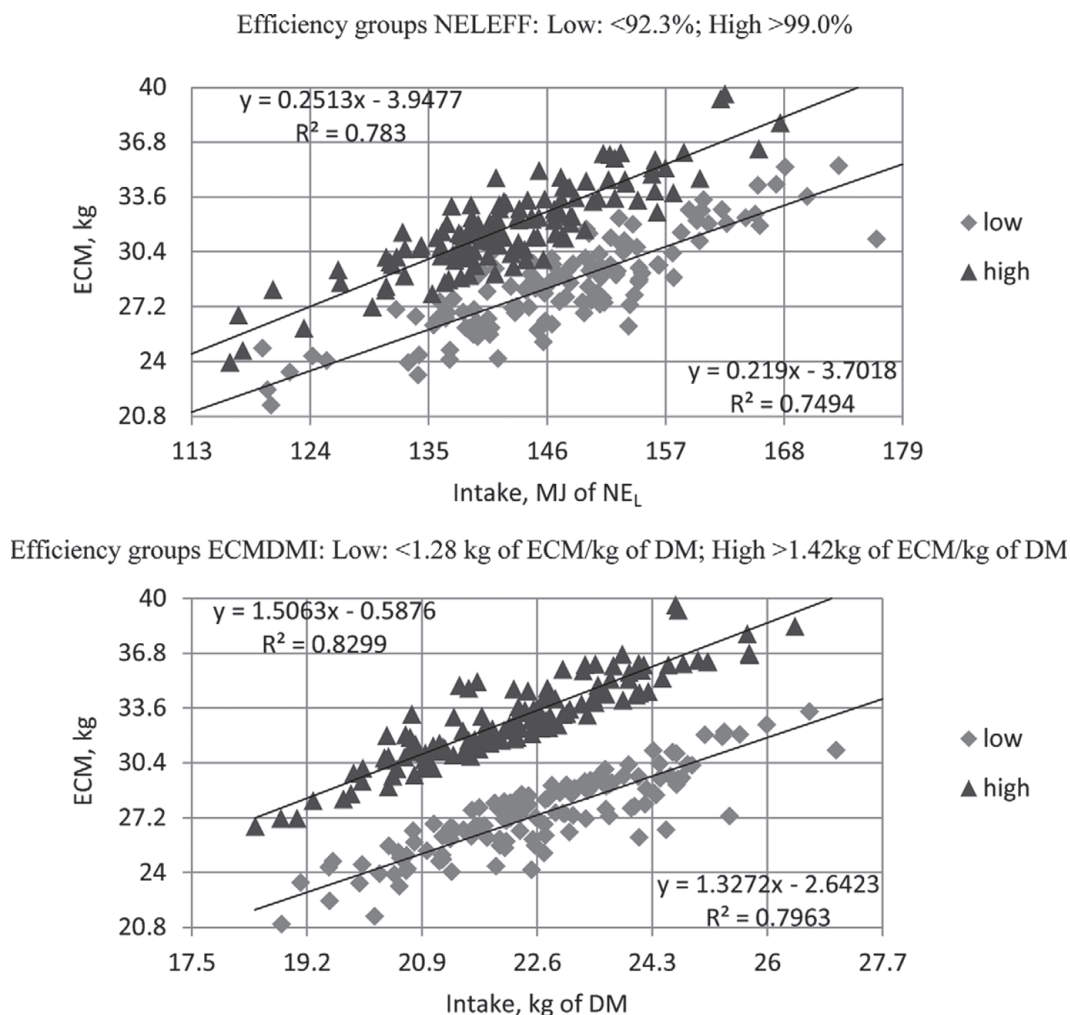 Efficiency groups NELEFF: Low: <92.3%; High >99.0%
40
36.8
33.6
30.4
27.2
24
20.8
ECM, kg
y = 0.2513x - 3.9477
R² = 0.783
y = 0.219x - 3.7018
R² = 0.7494
low
high
113 124 135 146 157 168 179
Intake, MJ of NEL
Efficiency groups ECMDMI: Low: <1.28 kg of ECM/kg of DM; High >1.42kg of ECM/kg of DM
40
36.8
33.6
30.4
27.2
24
20.8
ECM, kg
y = 1.5063x - 0.5876
R² = 0.8299
y = 1.3272x - 2.6423
R² = 0.7963
low
high
17.5 19.2 20.9 22.6 24.3 26 27.7
Intake, kg of DM